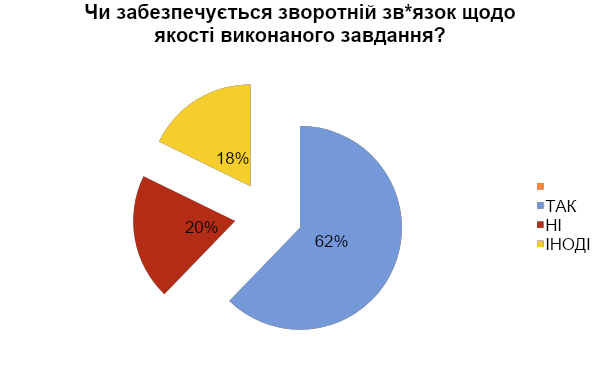 Чи забезпечується зворотній зв*язок щодо
якості виконаного завдання?
18%
20%
62%
ТАК
НІ
ІНОДІ